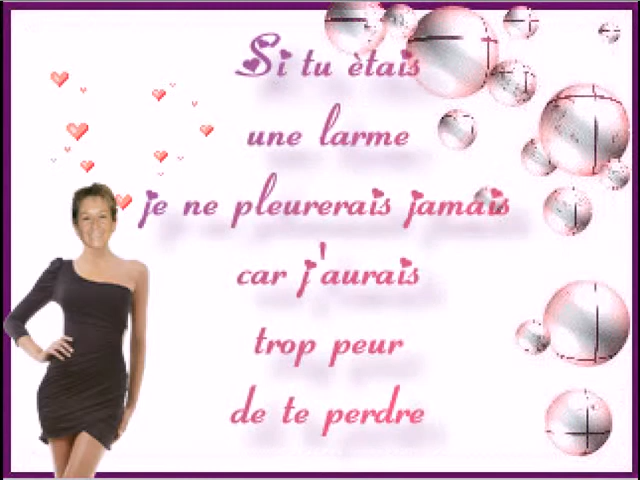 Si tu ètais
une larme
je ne pleurerais jamais
car j'aurais
trop peur
de te perdre